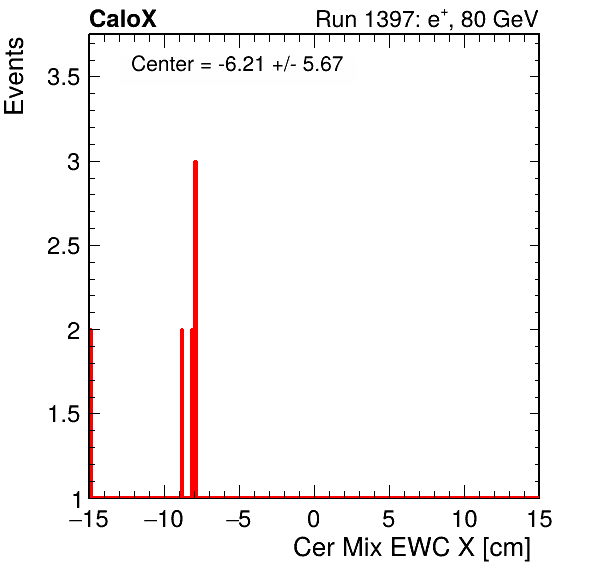 CaloX Run 1397: e⁺, 80 GeV
Center = -6.21 +/- 5.67
Events
3.5
3
2.5
2
1.5
1
−15 −10 −5 0 5 10 15
Cer Mix EWC X [cm]